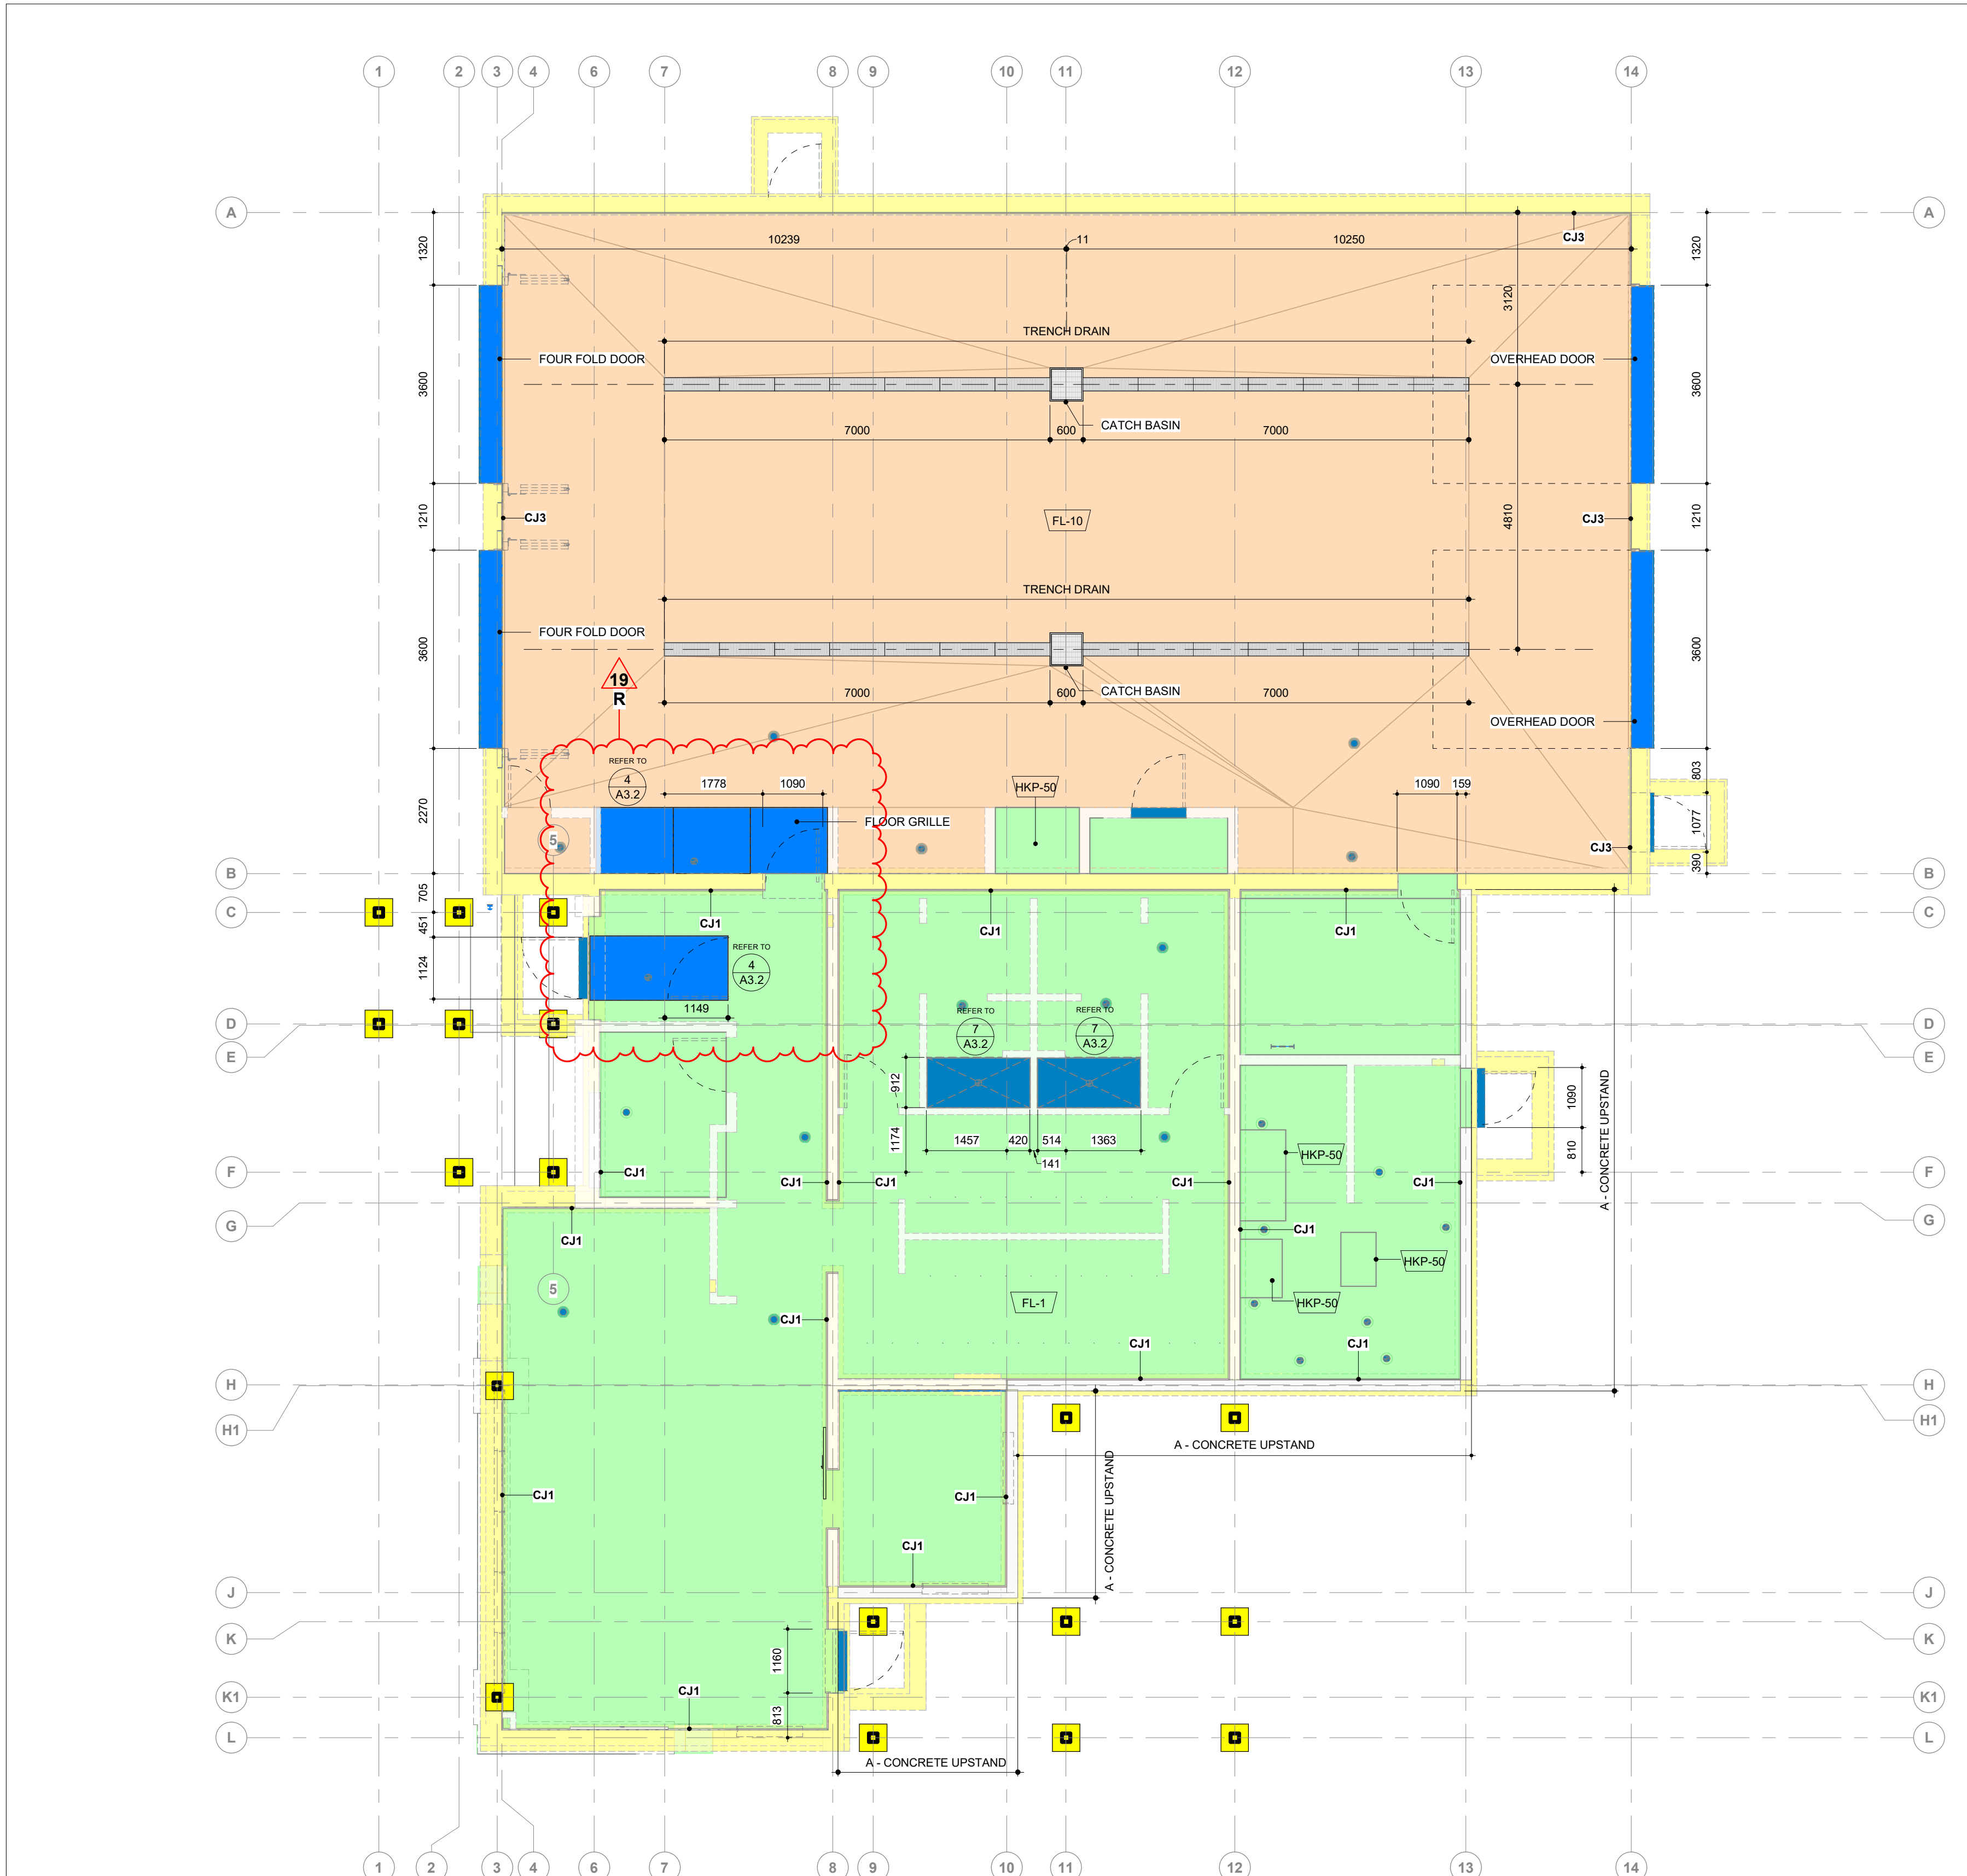 1 2 3 4 6 7 8 9 10 11 12 13 14
A A
10239 11 10250
CJ3
1320 1320
3120
TRENCH DRAIN
FOUR FOLD DOOR OVERHEAD DOOR
3600 3600
CATCH BASIN
7000 600 7000
1210 CJ3 FL-10 4810 CJ3 1210
TRENCH DRAIN
FOUR FOLD DOOR
3600 3600
19
R
CATCH BASIN
7000 600 7000
OVERHEAD DOOR
REFER TO
4
A3.2
1778 1090
HKP-50
1090 159
803
2270
FLOOR GRILLE
1077
5
CJ3
390
B B
705
C C
CJ1 CJ1 CJ1
451
REFER TO
4
A3.2
1124
1149
REFER TO
7
A3.2
REFER TO
7
A3.2
D D
E E
912
1090
A - CONCRETE UPSTAND
1174
1457 420 514 1363
141
810
HKP-50
F F
CJ1 CJ1 CJ1 CJ1 CJ1
G G
CJ1 CJ1
HKP-50
5
FL-1
HKP-50
CJ1
CJ1 CJ1
H H
H1 H1
A - CONCRETE UPSTAND
A - CONCRETE UPSTAND
CJ1 CJ1
CJ1
J J
K K
1160
CJ1
K1 K1
813
L L
A - CONCRETE UPSTAND
1 2 3 4 6 7 8 9 10 11 12 13 14